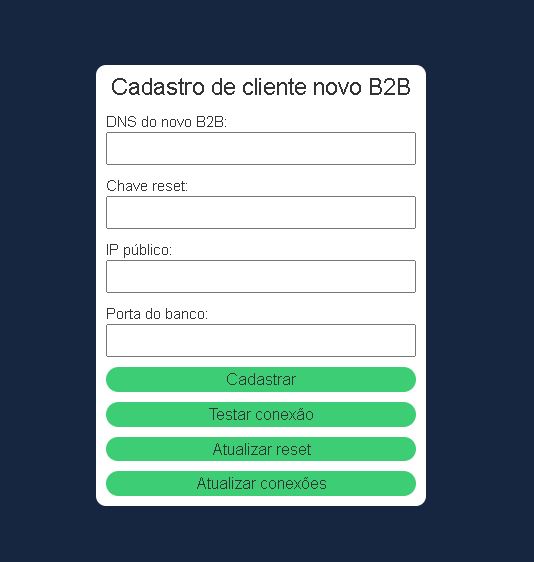 Cadastro de cliente novo B2B
DNS do novo B2B:
Chave reset:
IP público:
Porta do banco:
Cadastrar
Testar conexão
Atualizar reset
Atualizar conexões